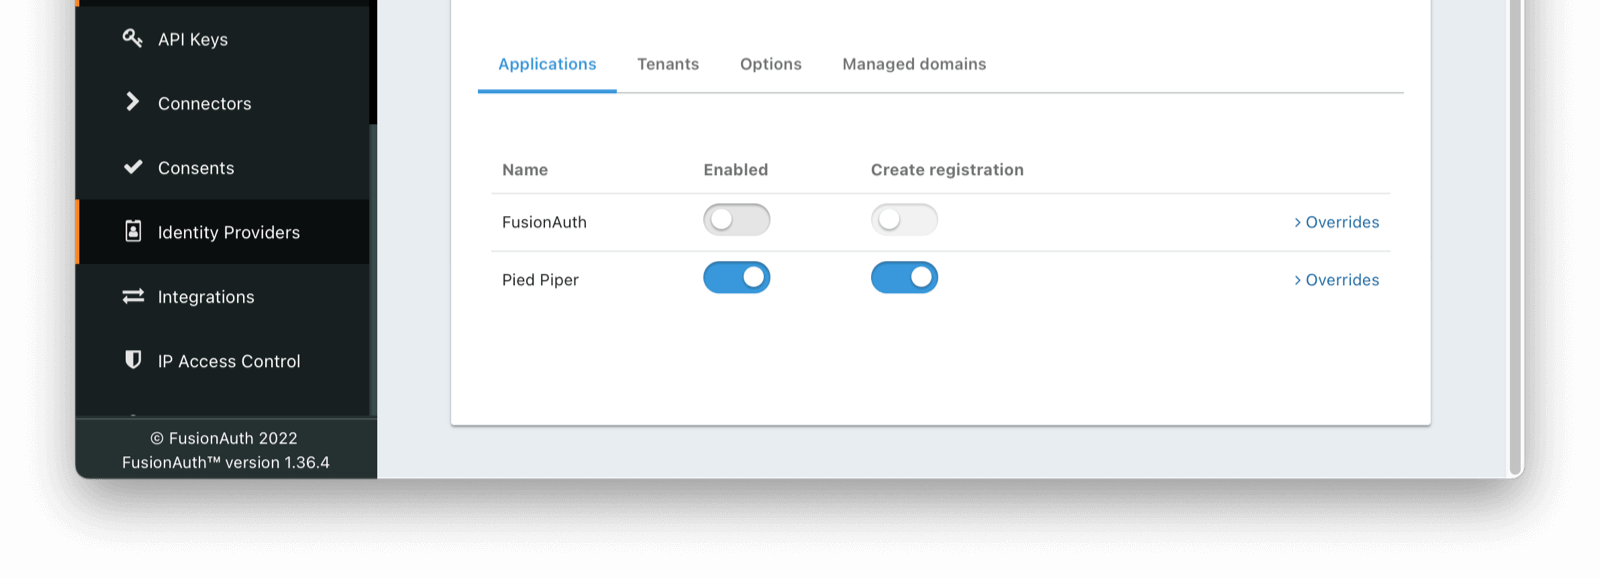 API Keys
Connectors
Consents
Identity Providers
Integrations
IP Access Control
© FusionAuth 2022
FusionAuth™ version 1.36.4
Applications Tenants Options Managed domains
Name Enabled Create registration
FusionAuth > Overrides
Pied Piper > Overrides